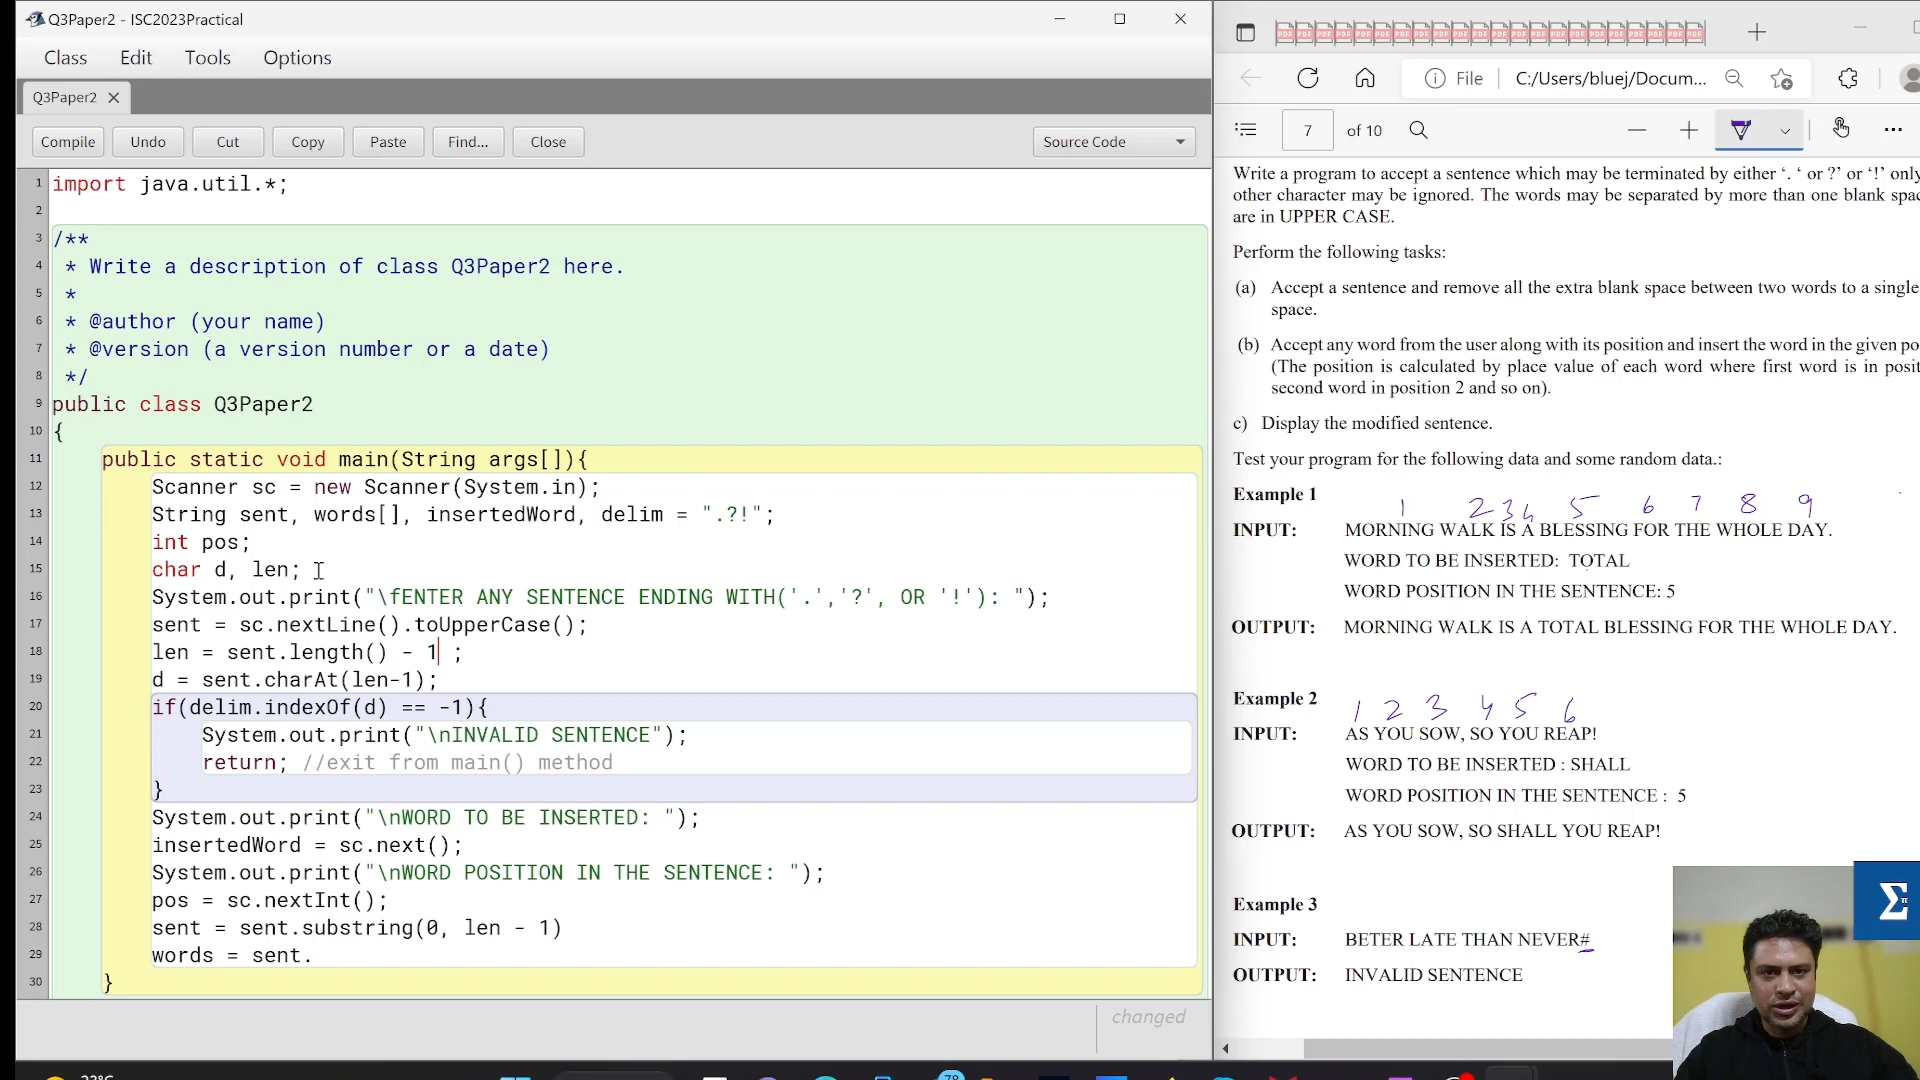 Q3Paper2 - ISC2023Practical
Class Edit Tools Options
Q3Paper2
Compile Undo Cut Copy Paste Find... Close Source Code
1 import java.util.*;
2
3 /**
4 * Write a description of class Q3Paper2 here.
5 *
6 * @author (your name)
7 * @version (a version number or a date)
8 */
9 public class Q3Paper2
10 {
11 public static void main(String args[]){
12 Scanner sc = new Scanner(System.in);
13 String sent, words[], insertedWord, delim = ".?!";
14 int pos;
15 char d, len;
16 System.out.print("\fENTER ANY SENTENCE ENDING WITH('.','?', OR '!'): ");
17 sent = sc.nextLine().toUpperCase();
18 len = sent.length() - 1 ;
19 d = sent.charAt(len-1);
20 if(delim.indexOf(d) == -1){
21 System.out.print("\nINVALID SENTENCE");
22 return; //exit from main() method
23 }
24 System.out.print("\nWORD TO BE INSERTED: ");
25 insertedWord = sc.next();
26 System.out.print("\nWORD POSITION IN THE SENTENCE: ");
27 pos = sc.nextInt();
28 sent = sent.substring(0, len - 1)
29 words = sent.
30 }
changed
File C:/Users/bluej/Docum...
7 of 10
Write a program to accept a sentence which may be terminated by either ‘. ‘ or ?’ or ‘!’ only
other character may be ignored. The words may be separated by more than one blank spac
are in UPPER CASE.
Perform the following tasks:
(a) Accept a sentence and remove all the extra blank space between two words to a single
space.
(b) Accept any word from the user along with its position and insert the word in the given po
(The position is calculated by place value of each word where first word is in posit
second word in position 2 and so on).
c) Display the modified sentence.
Test your program for the following data and some random data.:
Example 1
1 2 3 4 5 6 7 8 9
INPUT: MORNING WALK IS A BLESSING FOR THE WHOLE DAY.
WORD TO BE INSERTED: TOTAL
WORD POSITION IN THE SENTENCE: 5
OUTPUT: MORNING WALK IS A TOTAL BLESSING FOR THE WHOLE DAY.
Example 2
1 2 3 4 5 6
INPUT: AS YOU SOW, SO YOU REAP!
WORD TO BE INSERTED : SHALL
WORD POSITION IN THE SENTENCE : 5
OUTPUT: AS YOU SOW, SO SHALL YOU REAP!
Example 3
INPUT: BETER LATE THAN NEVER#
OUTPUT: INVALID SENTENCE
Σ
78